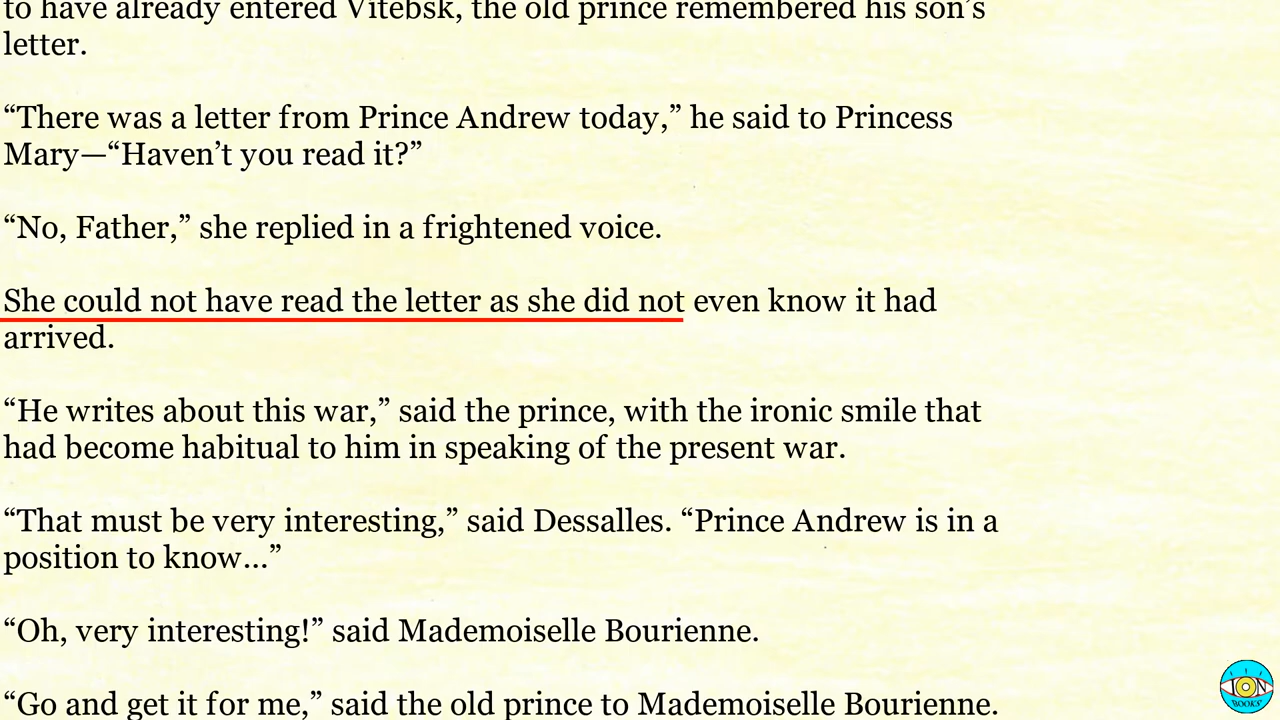 to have already entered Vitebsk, the old prince remembered his son’s
letter.
“There was a letter from Prince Andrew today,” he said to Princess
Mary—“Haven’t you read it?”
“No, Father,” she replied in a frightened voice.
She could not have read the letter as she did not even know it had
arrived.
“He writes about this war,” said the prince, with the ironic smile that
had become habitual to him in speaking of the present war.
“That must be very interesting,” said Dessalles. “Prince Andrew is in a
position to know...”
“Oh, very interesting!” said Mademoiselle Bourienne.
“Go and get it for me,” said the old prince to Mademoiselle Bourienne.
ION
BOOKS